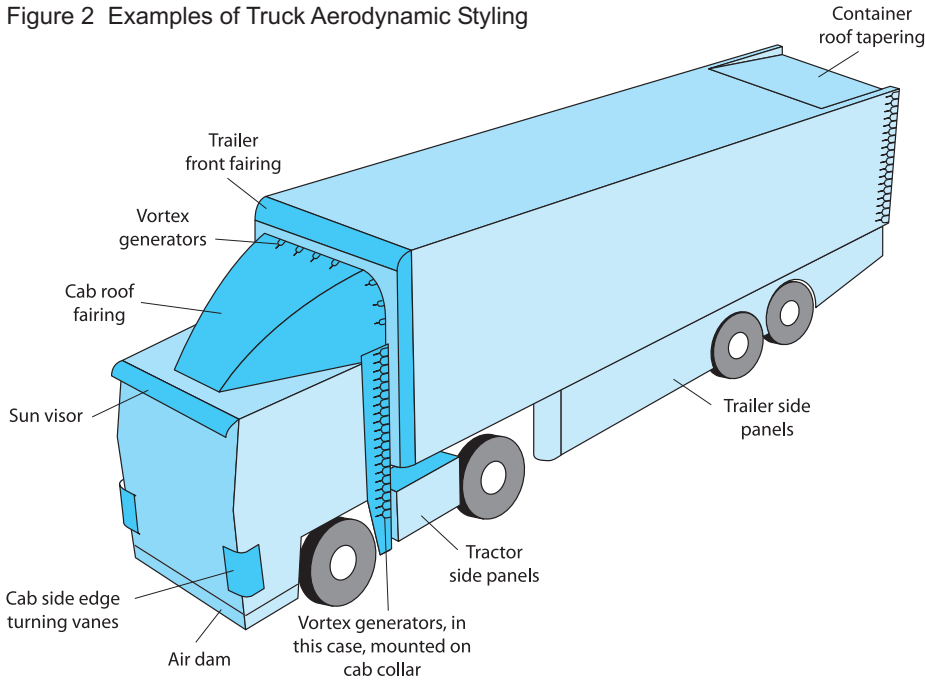 Figure 2 Examples of Truck Aerodynamic Styling
Container
roof tapering
Trailer
front fairing
Vortex
generators
Cab roof
fairing
Sun visor
Trailer side
panels
Tractor
side panels
Cab side edge
turning vanes
Air dam
Vortex generators, in
this case, mounted on
cab collar